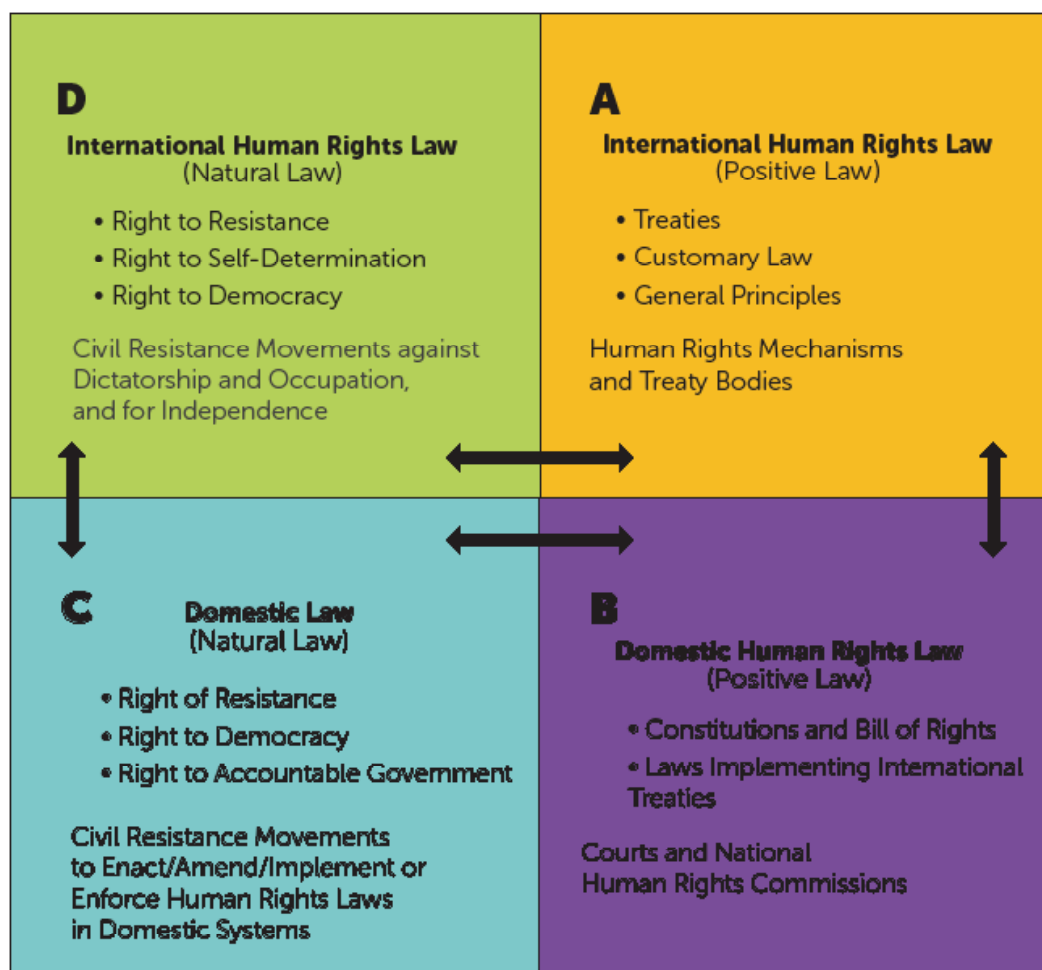 D
International Human Rights Law
(Natural Law)
• Right to Resistance
• Right to Self-Determination
• Right to Democracy
Civil Resistance Movements against
Dictatorship and Occupation,
and for Independence
A
International Human Rights Law
(Positive Law)
• Treaties
• Customary Law
• General Principles
Human Rights Mechanisms
and Treaty Bodies
C
Domestic Law
(Natural Law)
• Right of Resistance
• Right to Democracy
• Right to Accountable Government
Civil Resistance Movements
to Enact/Amend/Implement or
Enforce Human Rights Laws
in Domestic Systems
B
Domestic Human Rights Law
(Positive Law)
• Constitutions and Bill of Rights
• Laws Implementing International
Treaties
Courts and National
Human Rights Commissions